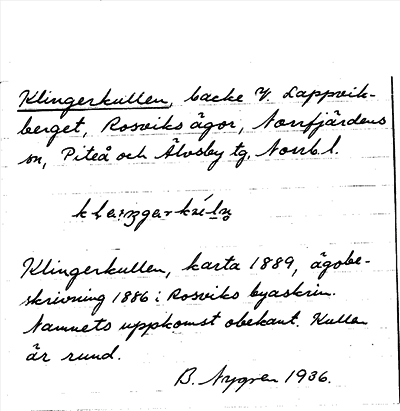 Klingerkullen, backe V. Lappvik-
berget, Rosviks ägor, Norrfjärdens
sn, Piteå och Älvsby tg. Norrb. l.
Klingerkullen, karta 1889, ägobe-
skrivning 1886 i Rosviks byaskrin.
Namnets uppkomst obekant. Kullen
är rund.
B. Nygren 1936.